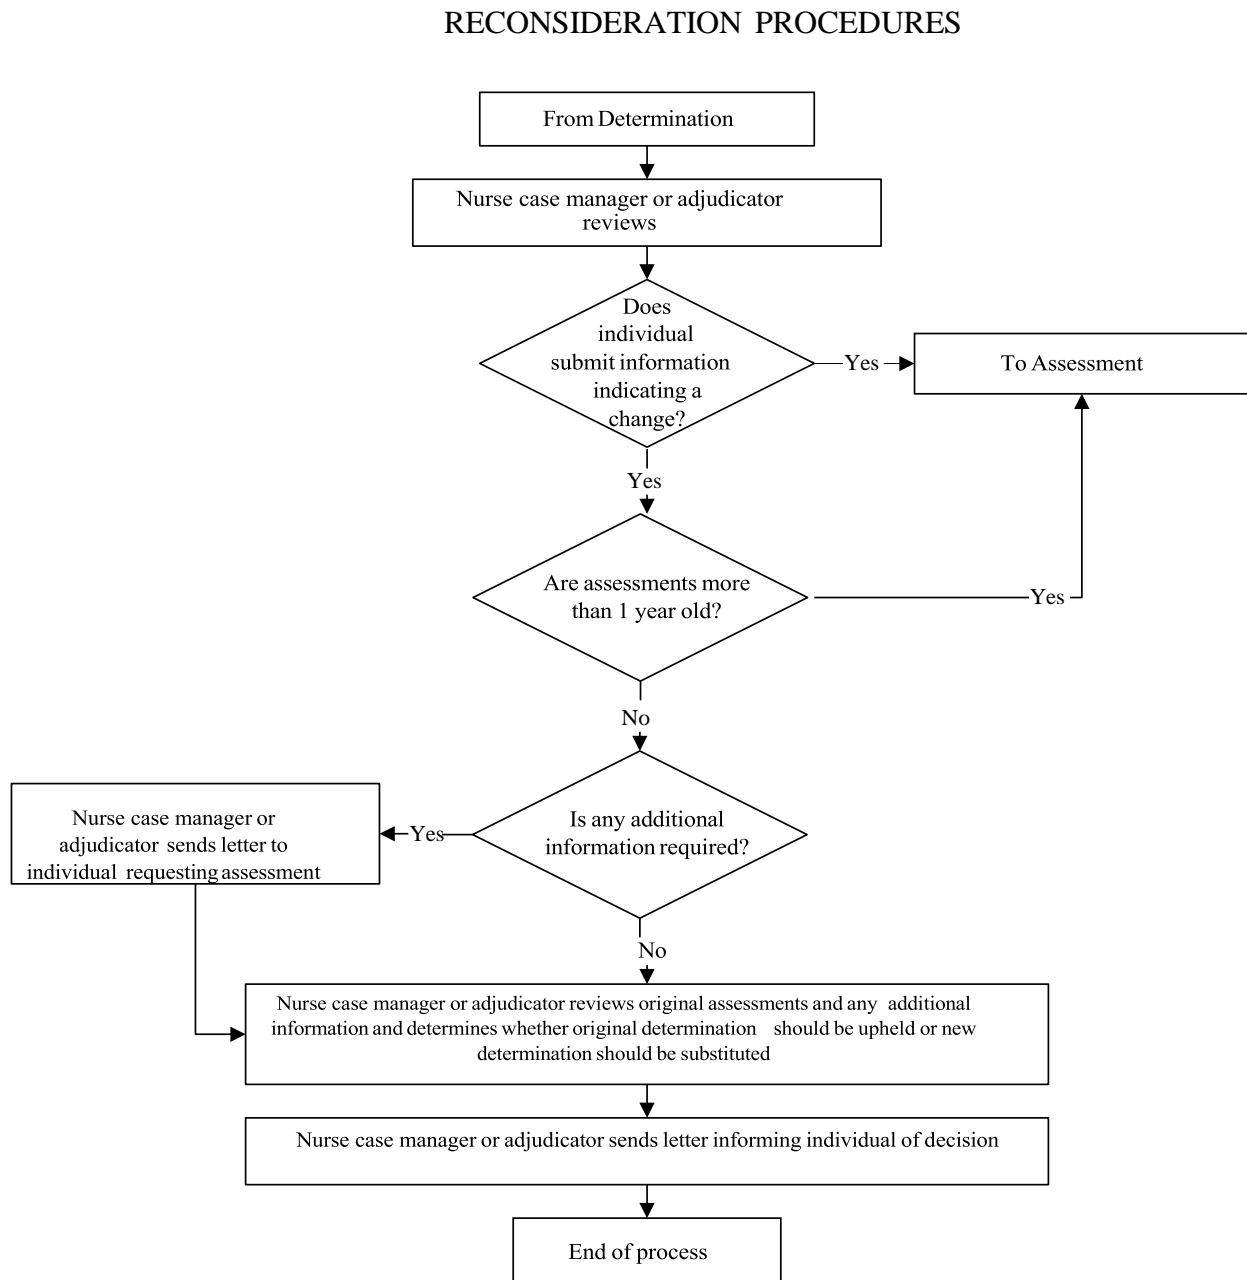 RECONSIDERATION PROCEDURES
From Determination
Nurse case manager or adjudicator
reviews
Does
individual
submit information
indicating a
change?
Yes
To Assessment
Yes
Are assessments more
than 1 year old?
Yes
No
Nurse case manager or
adjudicator sends letter to
individual requesting assessment
Yes
Is any additional
information required?
No
Nurse case manager or adjudicator reviews original assessments and any additional
information and determines whether original determination should be upheld or new
determination should be substituted
Nurse case manager or adjudicator sends letter informing individual of decision
End of process